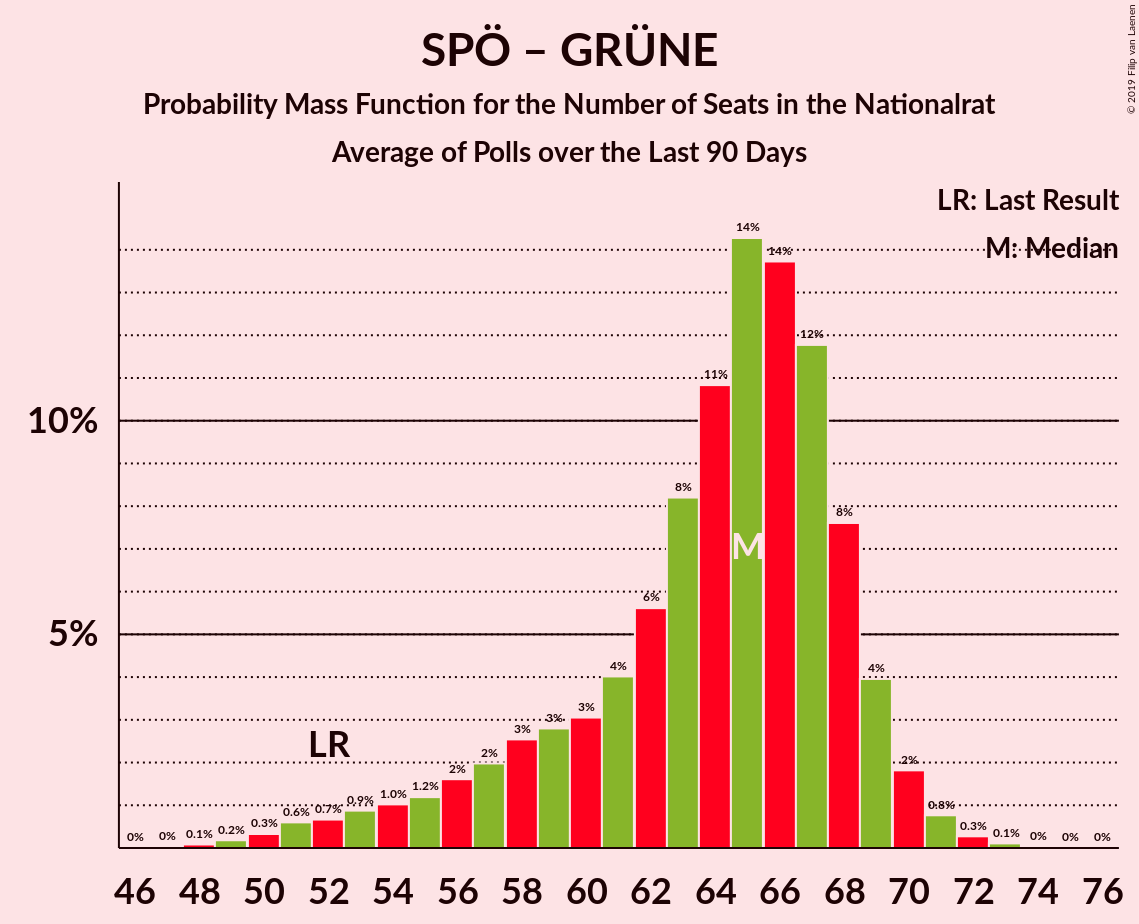 SPÖ – GRÜNE
Probability Mass Function for the Number of Seats in the Nationalrat
Average of Polls over the Last 90 Days
© 2019 Filip van Laenen
LR: Last Result
M: Median
10%
5%
0% 0% 0.1% 0.2% 0.3% 0.6% 0.7% 0.9% 1.0% 1.2% 2% 2% 3% 3% 3% 4% 6% 8% 11% 14% 14% 12% 8% 4% 2% 0.8% 0.3% 0.1% 0% 0% 0%
LR
M
46 48 50 52 54 56 58 60 62 64 66 68 70 72 74 76